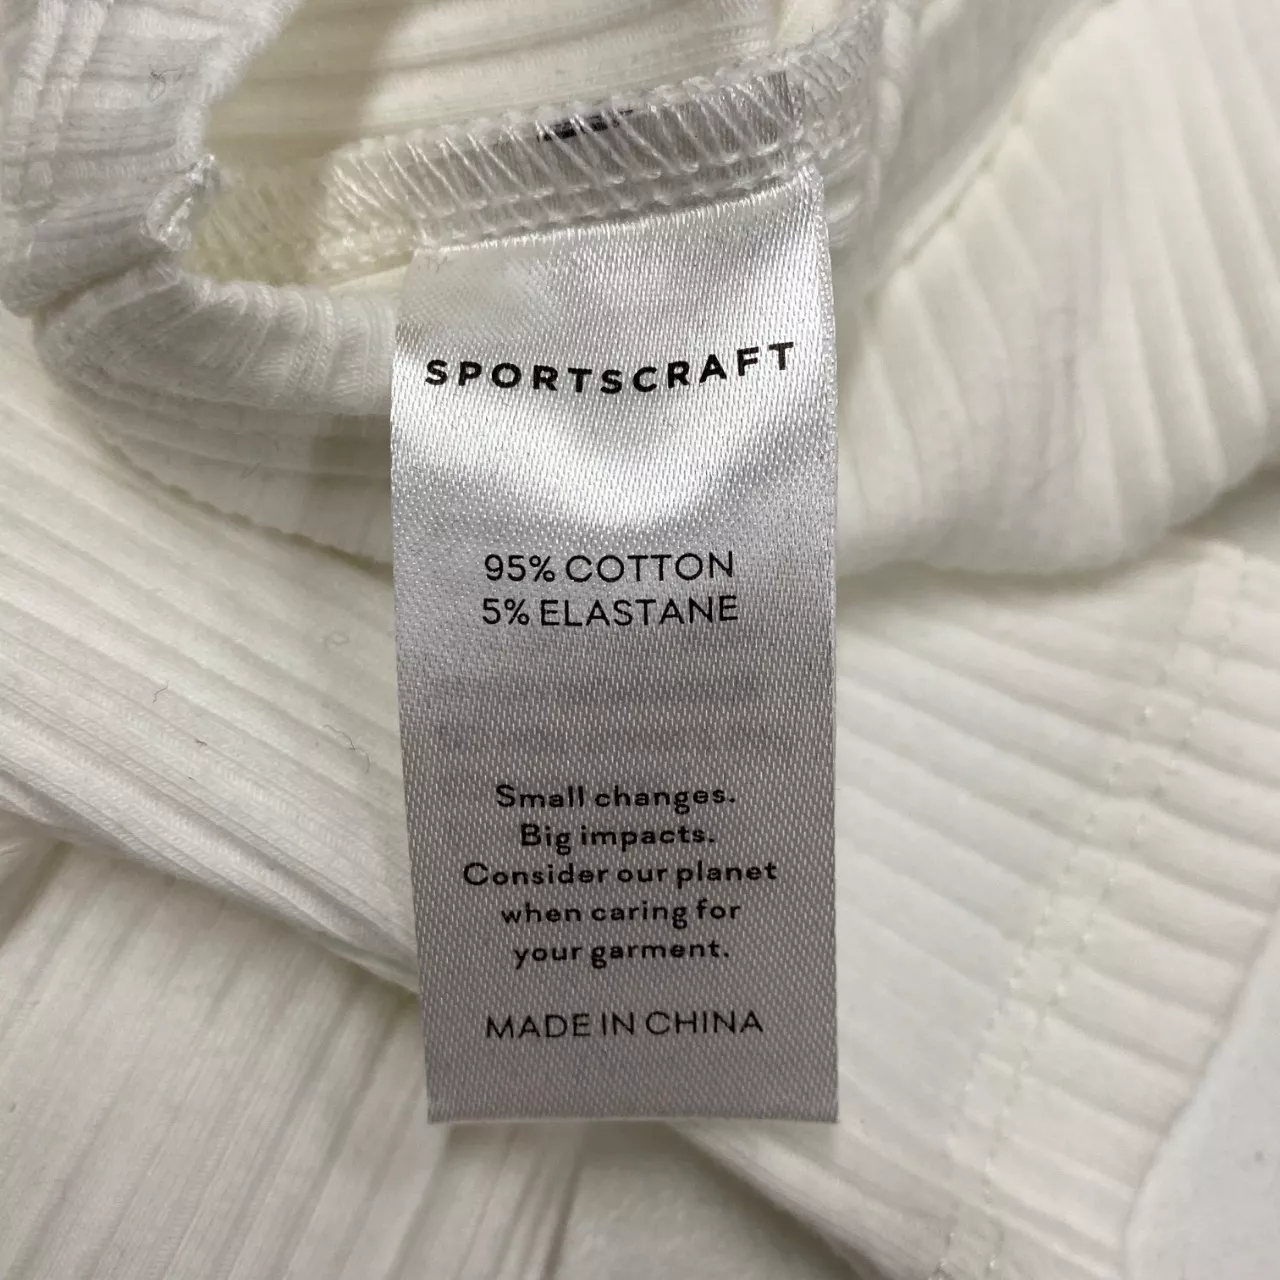 SPORTSCRAFT
95% COTTON
5% ELASTANE
Small changes.
Big impacts.
Consider our planet
when caring for
your garment.
MADE IN CHINA